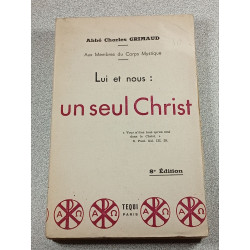 Abbé Charles GRIMAUD
Aux Membres du Corps Mystique
Lui et nous :
un seul Christ
« Vous n'êtes tous qu'un seul
dans le Christ. »
S. Paul, Gal. III, 28.
8e Édition
TEQUI
PARIS